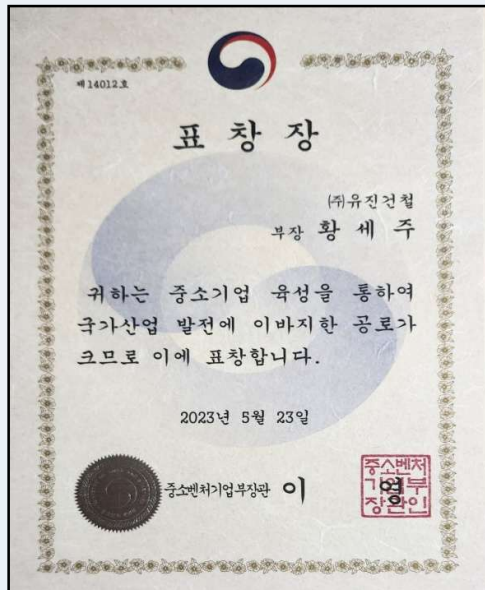 제14012호
표창장
(주)유진건설
부장 황세주
귀하는 중소기업 육성을 통하여
국가산업 발전에 이바지한 공로가
크므로 이에 표창합니다.
2023년 5월 23일
중소벤처기업부장관 이 영
중소벤처
기업부
장관인